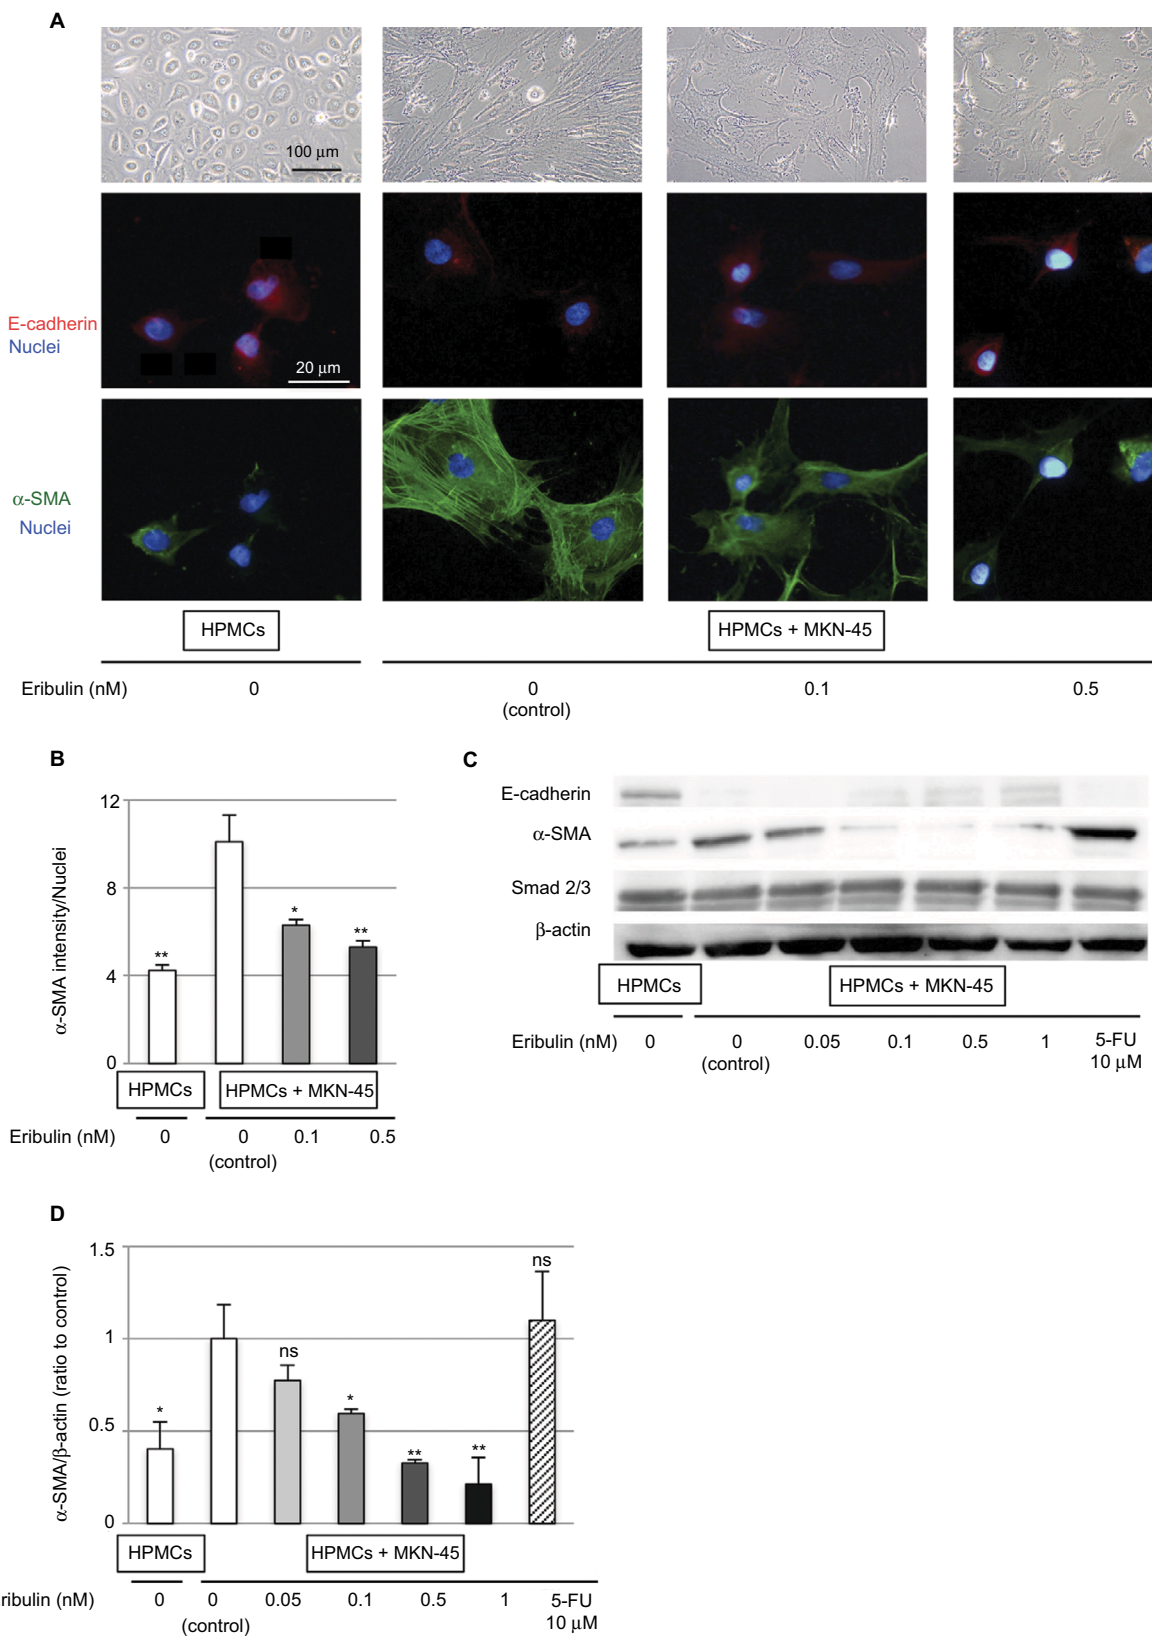 A
100 μm
E-cadherin
Nuclei
20 μm
α-SMA
Nuclei
HPMCs
HPMCs + MKN-45
Eribulin (nM) 0 0 0.1 0.5
(control)
B
12
8
4
0
α-SMA intensity/Nuclei
** * **
HPMCs
HPMCs + MKN-45
Eribulin (nM) 0 0 0.1 0.5
(control)
C
E-cadherin
α-SMA
Smad 2/3
β-actin
HPMCs
HPMCs + MKN-45
Eribulin (nM) 0 0 0.05 0.1 0.5 1 5-FU
(control) 10 μM
D
1.5
1
0.5
0
α-SMA/β-actin (ratio to control)
* ns * ** ** ns
HPMCs
HPMCs + MKN-45
ribulin (nM) 0 0 0.05 0.1 0.5 1 5-FU
(control) 10 μM